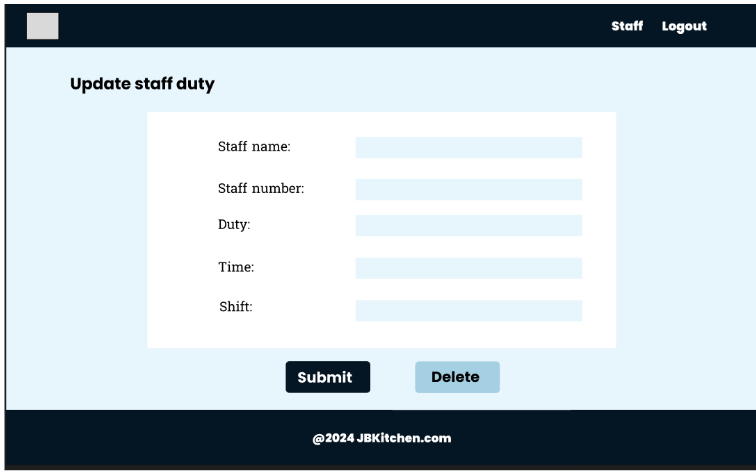 Staff Logout
Update staff duty
Staff name:
Staff number:
Duty:
Time:
Shift:
Submit Delete
@2024 JBKitchen.com